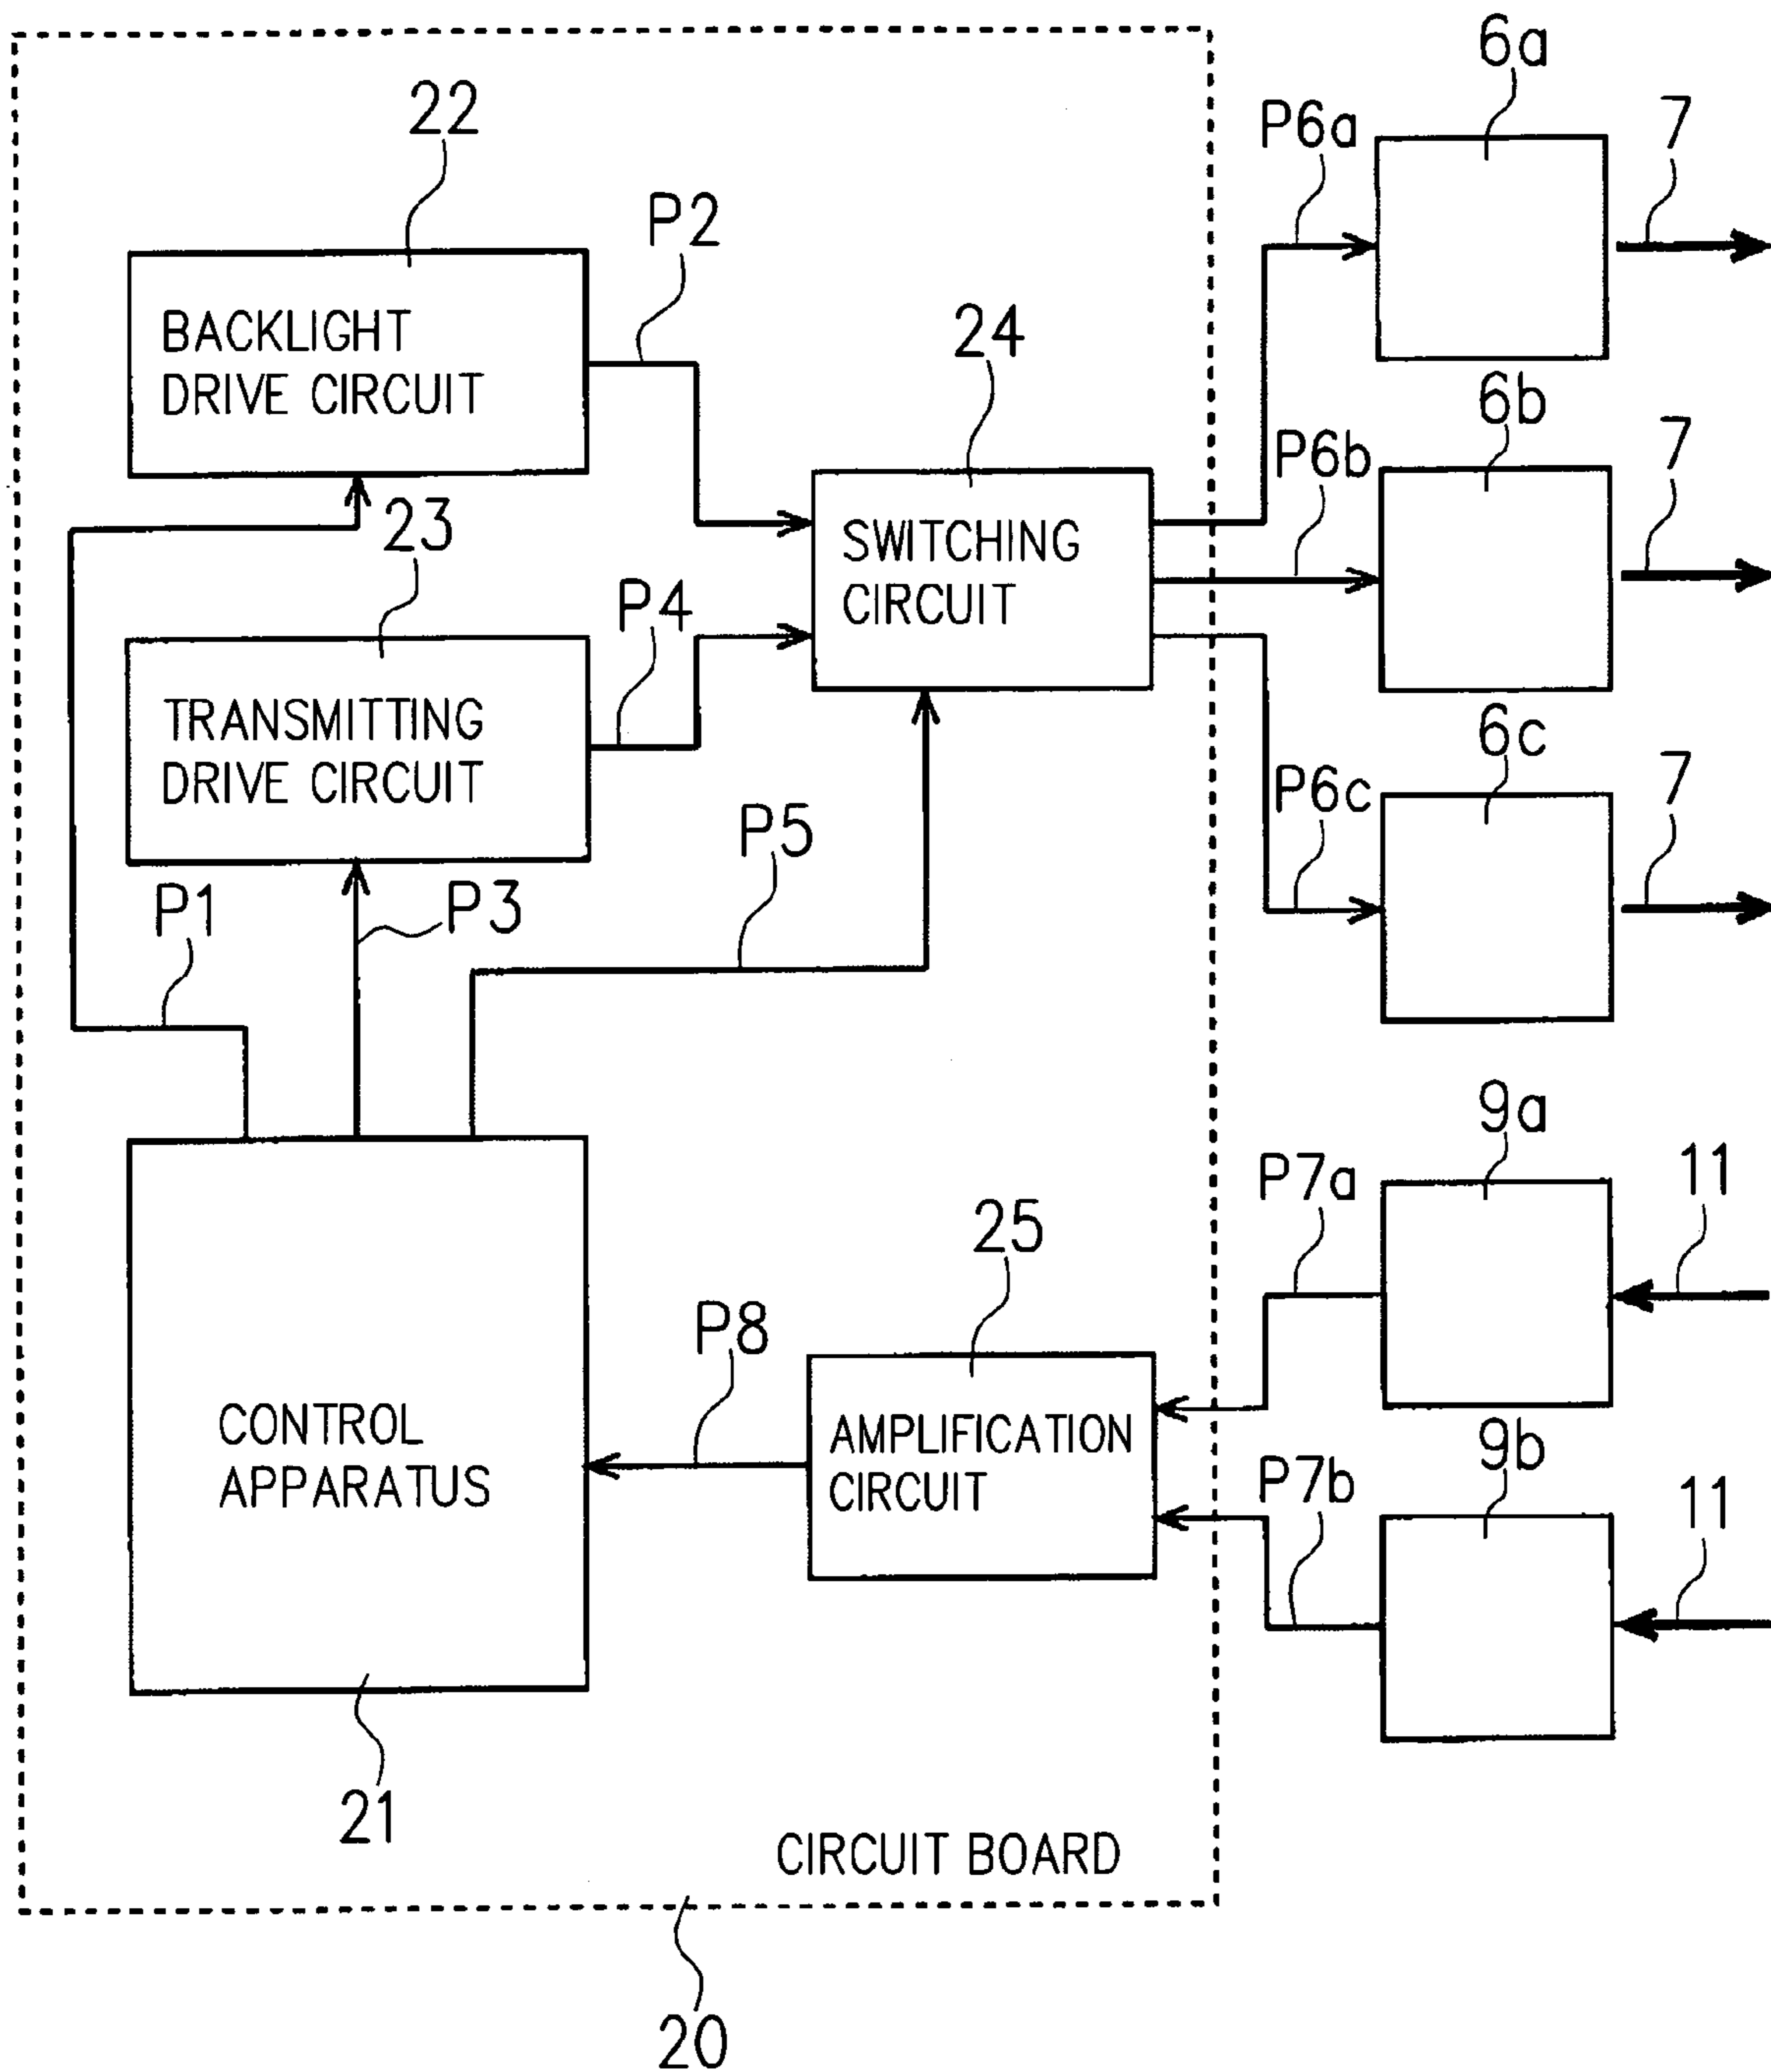 6a
22
P6a
7
P2
BACKLIGHT
DRIVE CIRCUIT
24
6b
P6b
7
23
SWITCHING
CIRCUIT
P4
TRANSMITTING
DRIVE CIRCUIT
6c
P6c
7
P5
P1
P3
9a
P7a
11
25
P8
CONTROL
APPARATUS
AMPLIFICATION
CIRCUIT
9b
P7b
11
21
CIRCUIT BOARD
20